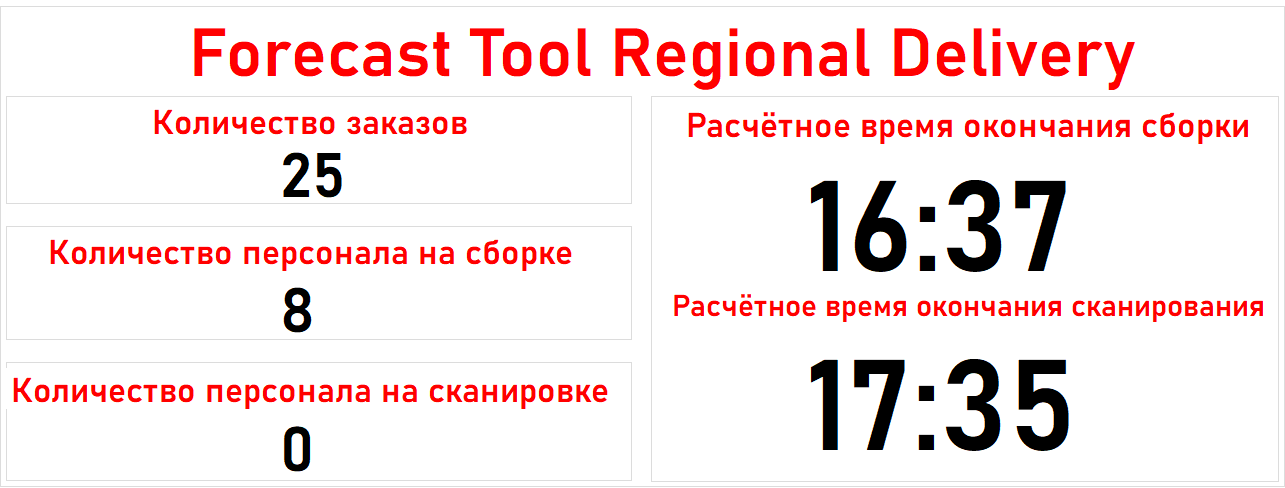 Forecast Tool Regional Delivery
Количество заказов
25
Количество персонала на сборке
8
Количество персонала на сканировке
0
Расчётное время окончания сборки
16:37
Расчётное время окончания сканирования
17:35